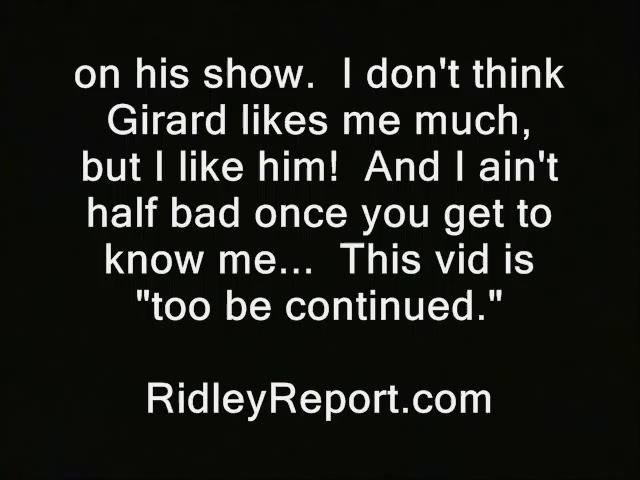 on his show.  I don't think
Girard likes me much,
but I like him!  And I ain't
half bad once you get to
know me...  This vid is
"too be continued."
RidleyReport.com